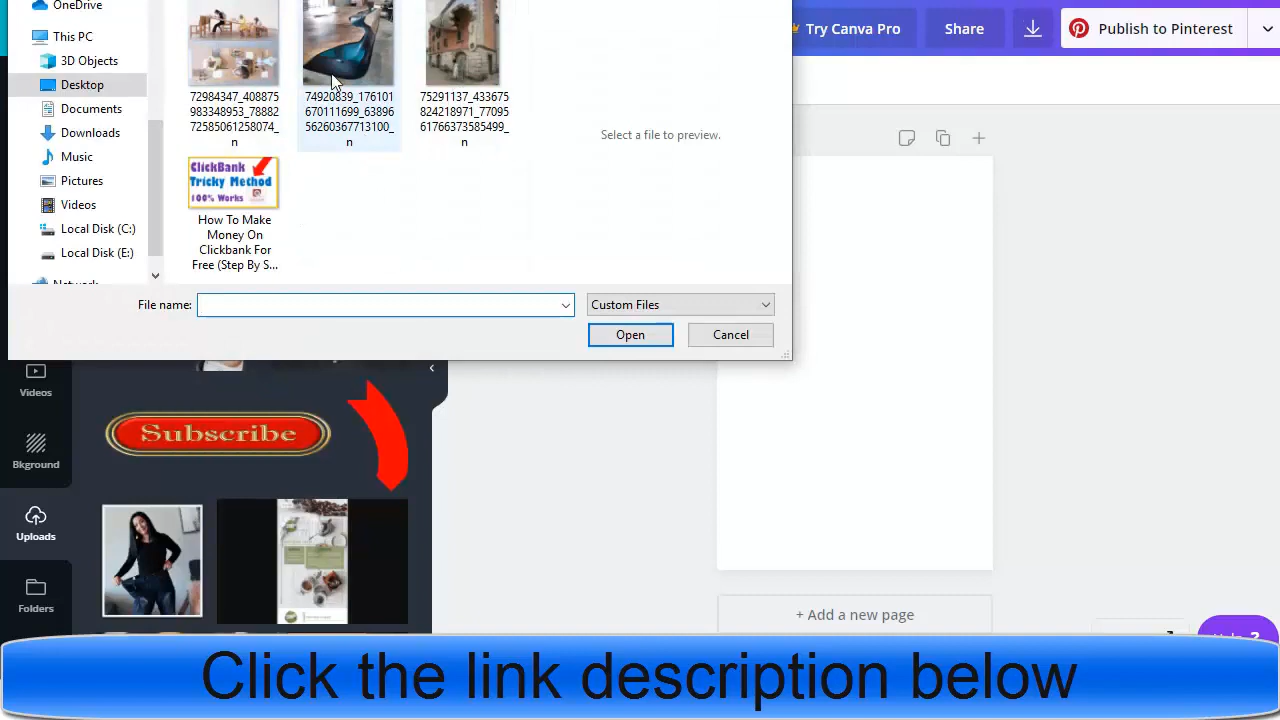 OneDrive
This PC
3D Objects
Desktop
Documents
Downloads
Music
Pictures
Videos
Local Disk (C:)
Local Disk (E:)
72984347_408875
983348953_78882
72585061258074_
n
74920839_176101
670111699_63896
56260367713100_
n
75291137_433675
824218971_77095
61766373585499_
n
ClickBank
Tricky Method
100% Works
How To Make
Money On
Clickbank For
Free (Step By S...
Select a file to preview.
File name:
Custom Files
Open
Cancel
Try Canva Pro
Share
Publish to Pinterest
Videos
Bkground
Uploads
Folders
Subscribe
+ Add a new page
Click the link description below